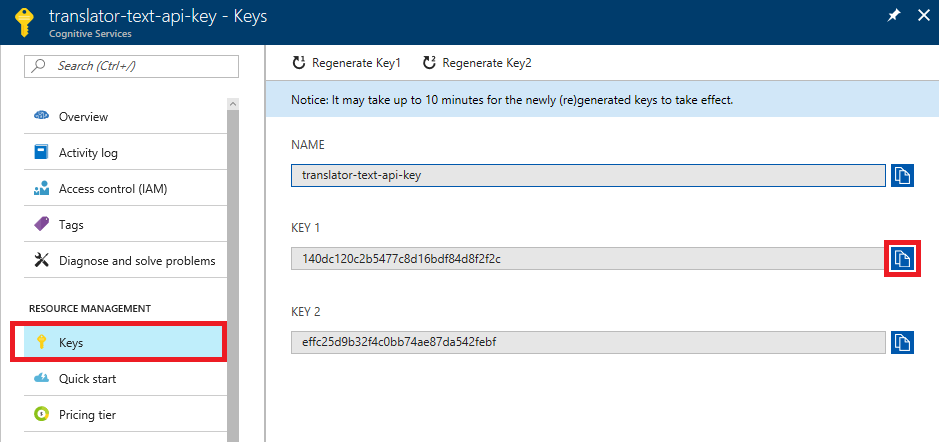 translator-text-api-key - Keys
Cognitive Services
Search (Ctrl+/)
Overview
Activity log
Access control (IAM)
Tags
Diagnose and solve problems
RESOURCE MANAGEMENT
Keys
Quick start
Pricing tier
Regenerate Key1 Regenerate Key2
Notice: It may take up to 10 minutes for the newly (re)generated keys to take effect.
NAME
translator-text-api-key
KEY 1
140dc120c2b5477c8d16bdf84d8f2f2c
KEY 2
effc25d9b32f4c0bb74ae87da542febf